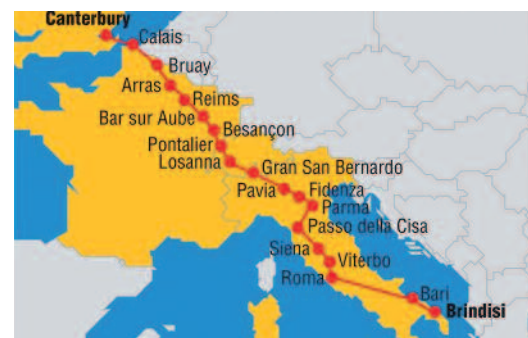 Canterbury
Calais
Bruay
Arras
Reims
Bar sur Aube
Besançon
Pontalier
Losanna
Gran San Bernardo
Pavia
Fidenza
Parma
Passo della Cisa
Siena
Viterbo
Roma
Bari
Brindisi